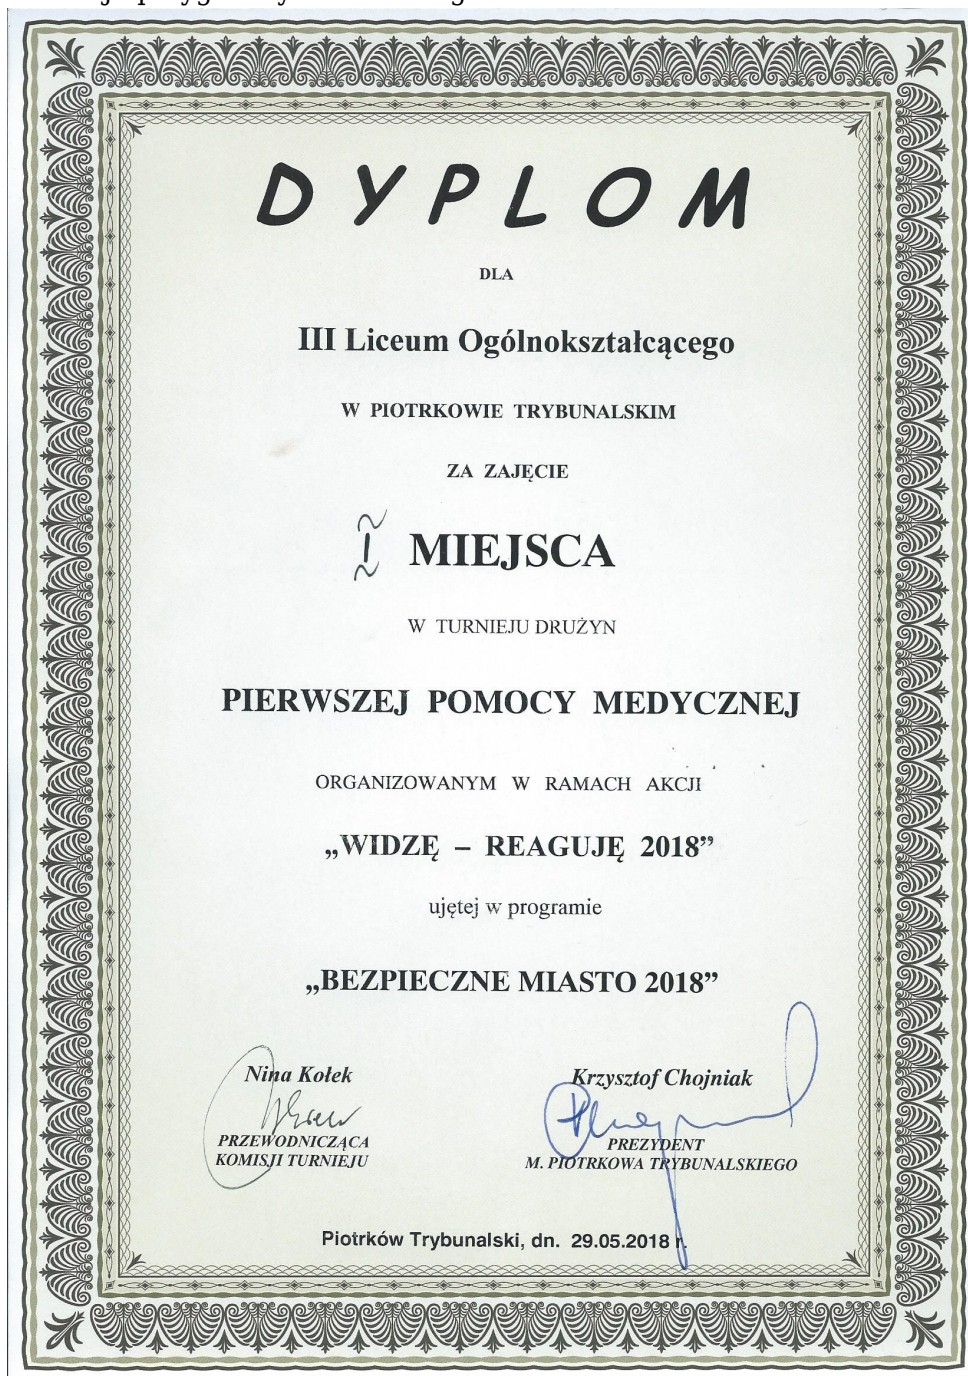 DYPLOM
DLA
III Liceum Ogólnokształcącego
W PIOTRKOWIE TRYBUNALSKIM
ZA ZAJĘCIE
I MIEJSCA
W TURNIEJU DRUŻYN
PIERWSZEJ POMOCY MEDYCZNEJ
ORGANIZOWANYM W RAMACH AKCJI
„WIDZĘ – REAGUJĘ 2018”
ujętej w programie
„BEZPIECZNE MIASTO 2018”
Nina Kołek
PRZEWODNICZĄCA
KOMISJI TURNIEJU
Krzysztof Chojniak
PREZYDENT
M. PIOTRKOWA TRYBUNALSKIEGO
Piotrków Trybunalski, dn. 29.05.2018 r.